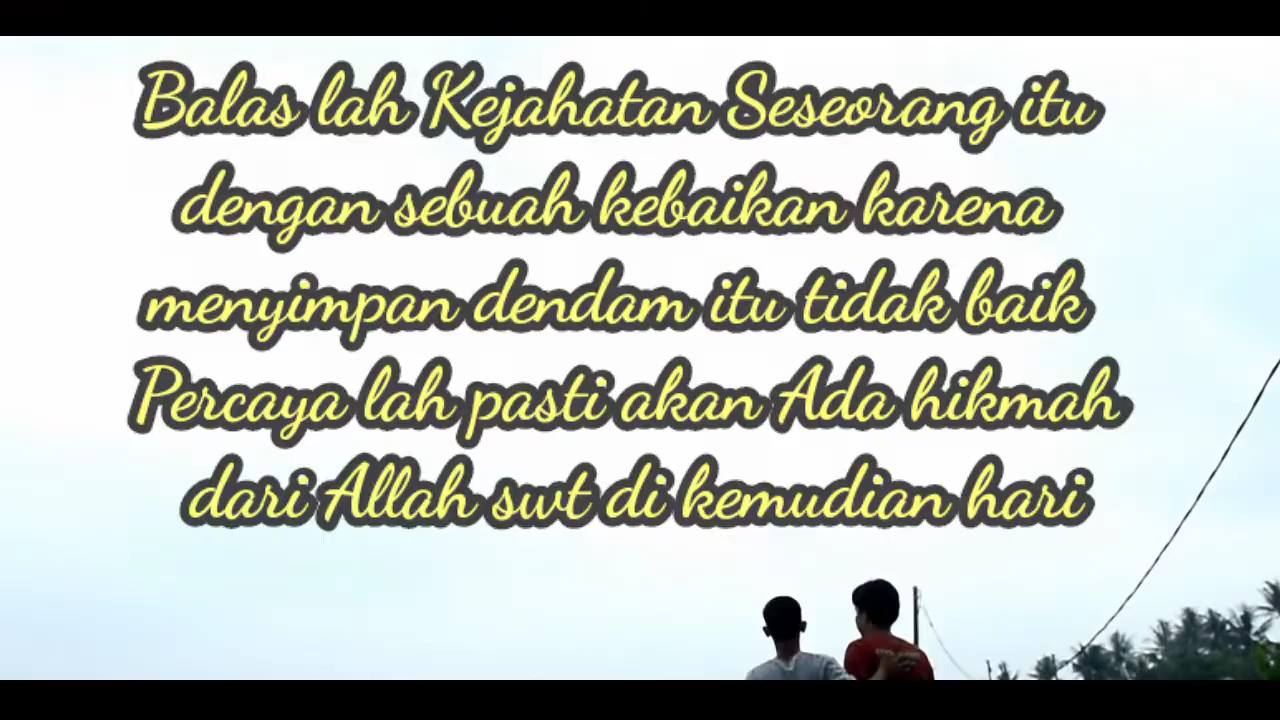 Balas lah Kejahatan Seseorang itu
dengan sebuah kebaikan karena
menyimpan dendam itu tidak baik
Percaya lah pasti akan Ada hikmah
dari Allah swt di kemudian hari